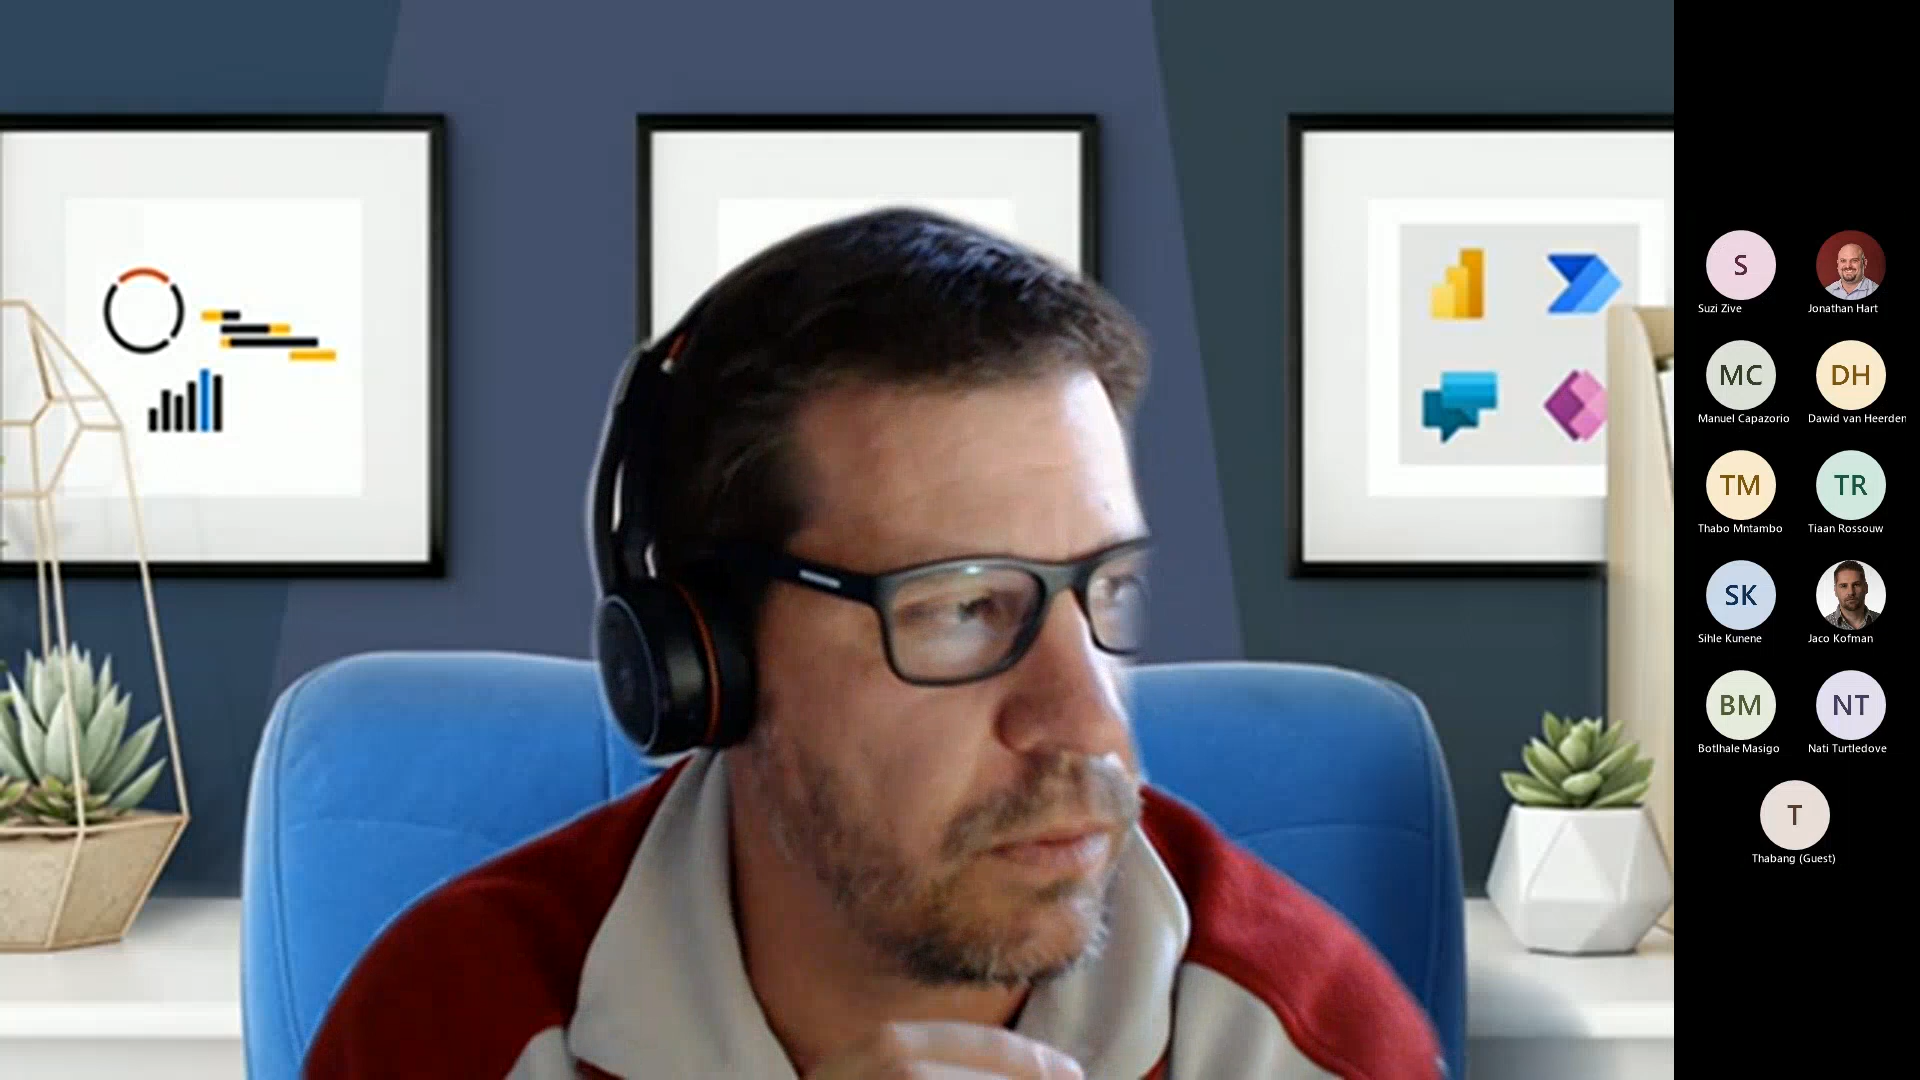 S
Suzi Zive
Jonathan Hart
MC
Manuel Capazorio
DH
Dawid van Heerden
TM
Thabo Mntambo
TR
Tiaan Rossouw
SK
Sihle Kunene
Jaco Kofman
BM
Botlhale Masigo
NT
Nati Turtledove
T
Thabang (Guest)